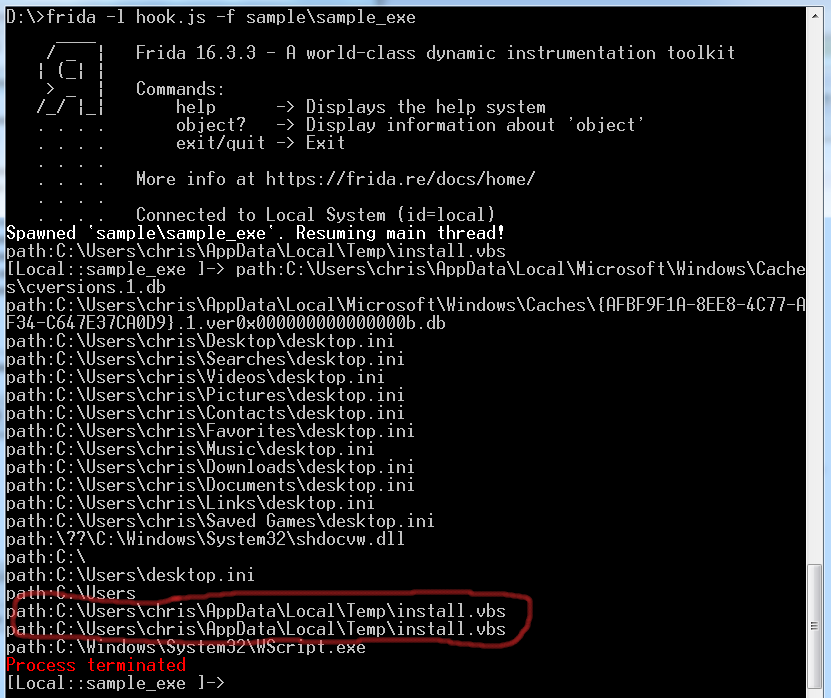 D:\>frida -l hook.js -f sample\sample_exe
     ____
    / _  |   Frida 16.3.3 - A world-class dynamic instrumentation toolkit
   | (_| |
    > _  |   Commands:
   /_/ |_|       help      -> Displays the help system
   . . . .       object?   -> Display information about 'object'
   . . . .       exit/quit -> Exit
   . . . .
   . . . .   More info at https://frida.re/docs/home/
   . . . .
   . . . .   Connected to Local System (id=local)
Spawned `sample\sample_exe`. Resuming main thread!
path:C:\Users\chris\AppData\Local\Temp\install.vbs
[Local::sample_exe ]-> path:C:\Users\chris\AppData\Local\Microsoft\Windows\Cache
s\cversions.1.db
path:C:\Users\chris\AppData\Local\Microsoft\Windows\Caches\{AFBF9F1A-8EE8-4C77-A
F34-C647E37CA0D9}.1.ver0x000000000000000b.db
path:C:\Users\chris\Desktop\desktop.ini
path:C:\Users\chris\Searches\desktop.ini
path:C:\Users\chris\Videos\desktop.ini
path:C:\Users\chris\Pictures\desktop.ini
path:C:\Users\chris\Contacts\desktop.ini
path:C:\Users\chris\Favorites\desktop.ini
path:C:\Users\chris\Music\desktop.ini
path:C:\Users\chris\Downloads\desktop.ini
path:C:\Users\chris\Documents\desktop.ini
path:C:\Users\chris\Links\desktop.ini
path:C:\Users\chris\Saved Games\desktop.ini
path:\??\C:\Windows\System32\shdocvw.dll
path:C:\
path:C:\Users\desktop.ini
path:C:\Users
path:C:\Users\chris\AppData\Local\Temp\install.vbs
path:C:\Users\chris\AppData\Local\Temp\install.vbs
path:C:\Windows\System32\WScript.exe
Process terminated
[Local::sample_exe ]->